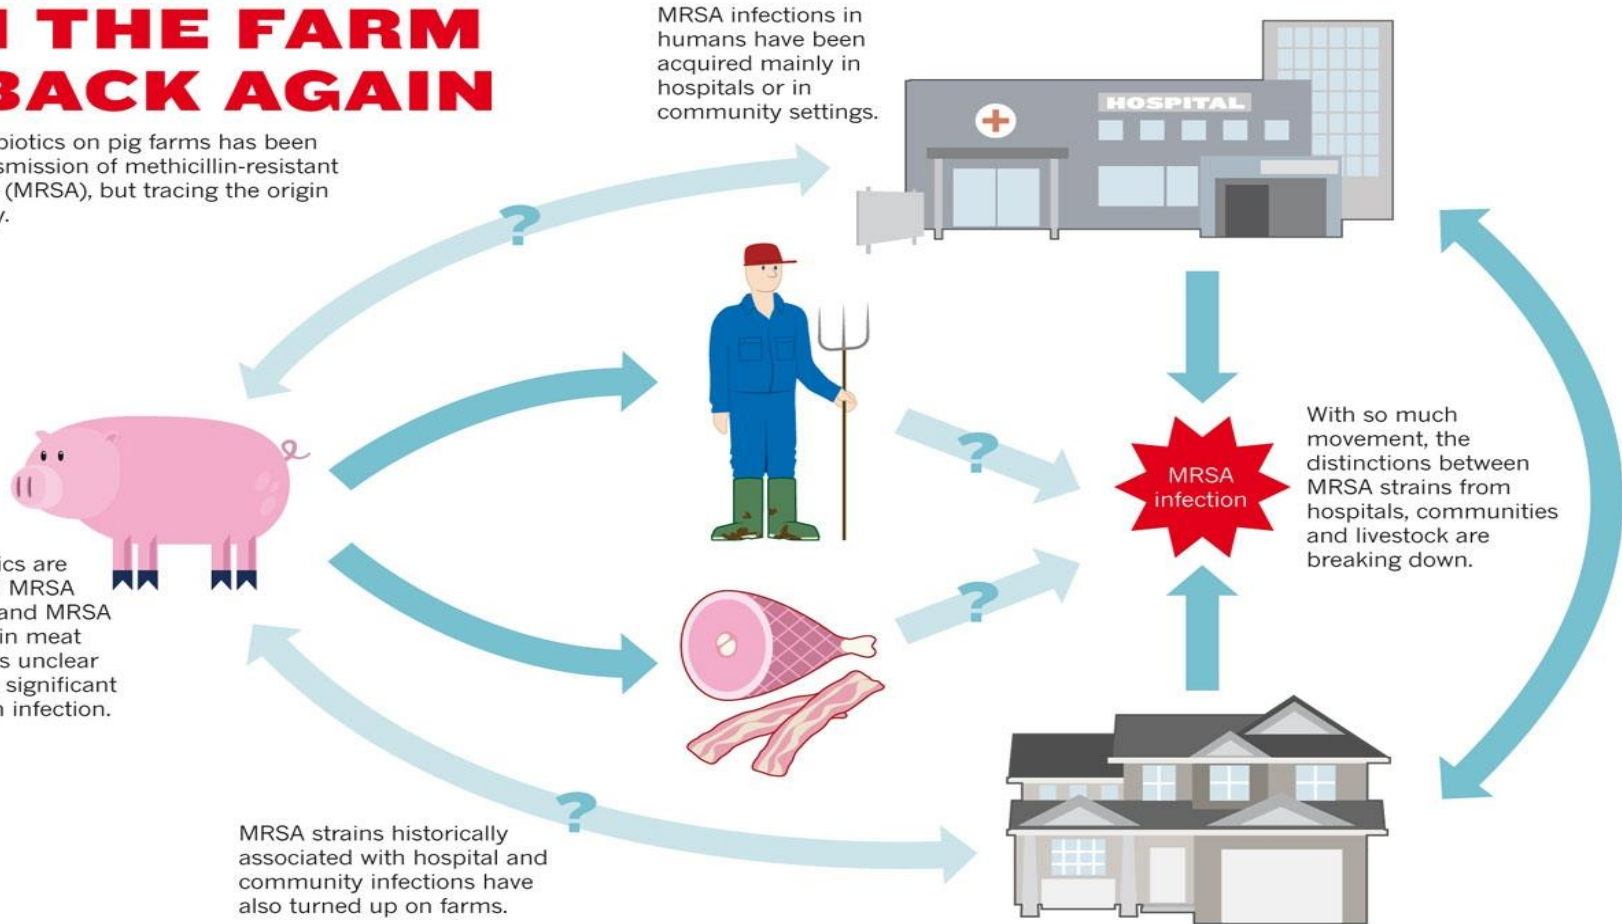 THE FARM
BACK AGAIN
biotics on pig farms has been
smission of methicillin-resistant
(MRSA), but tracing the origin
y.
MRSA infections in
humans have been
acquired mainly in
hospitals or in
community settings.
HOSPITAL
?
?
MRSA
infection
With so much
movement, the
distinctions between
MRSA strains from
hospitals, communities
and livestock are
breaking down.
ics are
MRSA
and MRSA
in meat
s unclear
significant
n infection.
?
?
MRSA strains historically
associated with hospital and
community infections have
also turned up on farms.